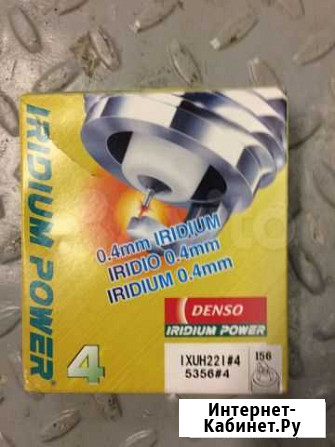 IRIDIUM POWER®
4
0.4mm IRIDIUM
IRIDIO 0.4mm
IRIDIUM 0.4mm
DENSO
IRIDIUM POWER
IXUH22I#4
5356#4
I56
Интернет-
Кабинет.Ру